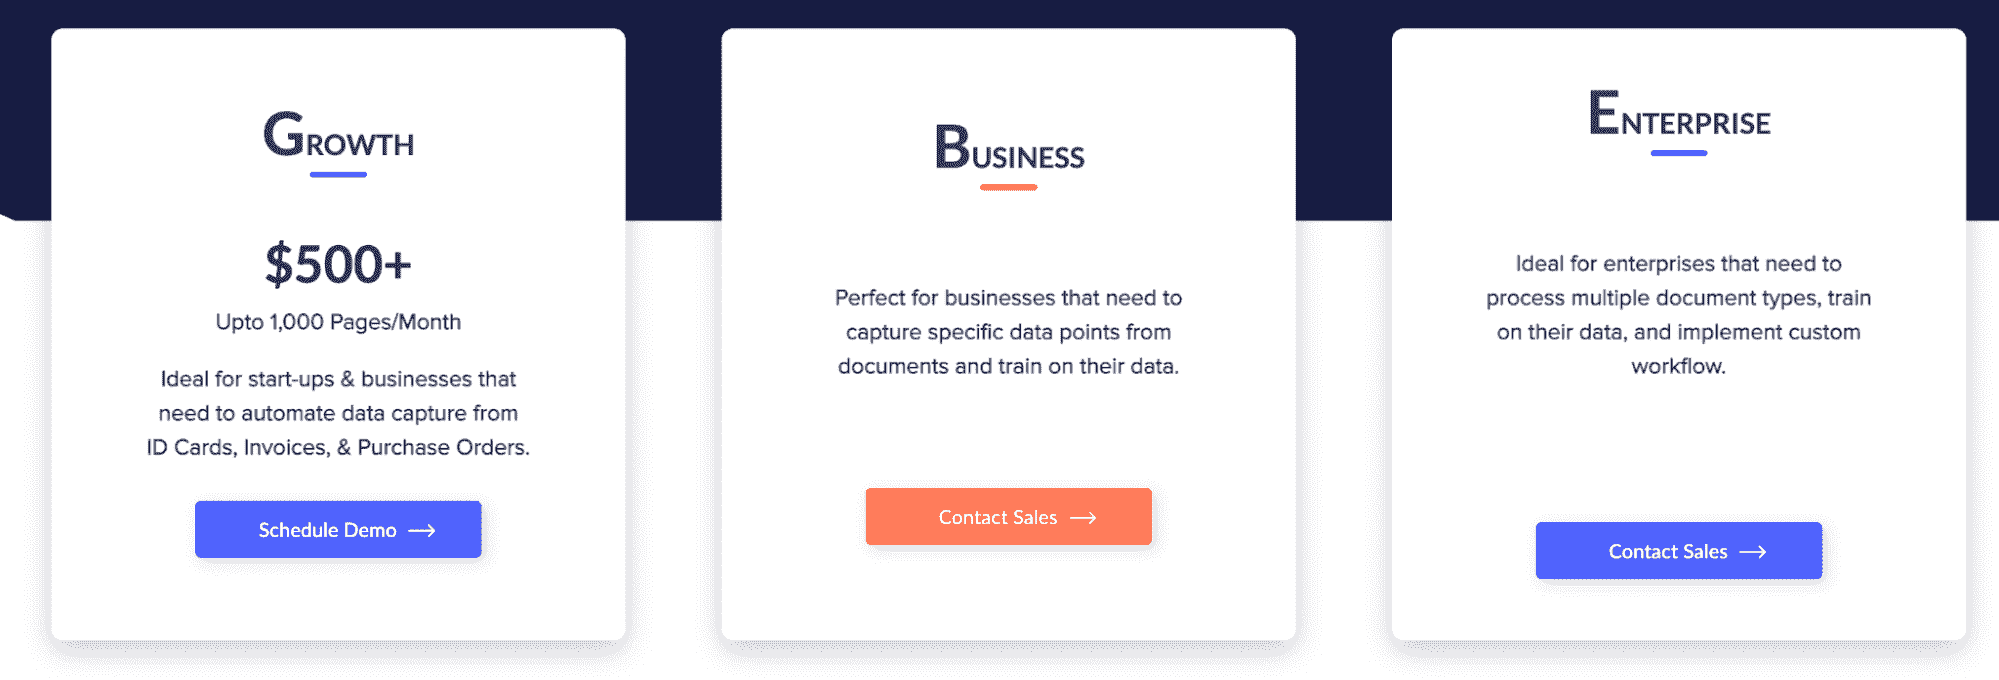 GROWTH
$500+
Upto 1,000 Pages/Month
Ideal for start-ups & businesses that
need to automate data capture from
ID Cards, Invoices, & Purchase Orders.
Schedule Demo →
BUSINESS
Perfect for businesses that need to
capture specific data points from
documents and train on their data.
Contact Sales →
ENTERPRISE
Ideal for enterprises that need to
process multiple document types, train
on their data, and implement custom
workflow.
Contact Sales →